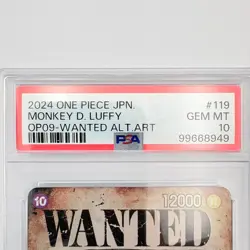 2024 ONE PIECE JPN. #119
MONKEY D. LUFFY GEM MT
OP09-WANTED ALT.ART PSA 10
99668949
10 12000
WANTED